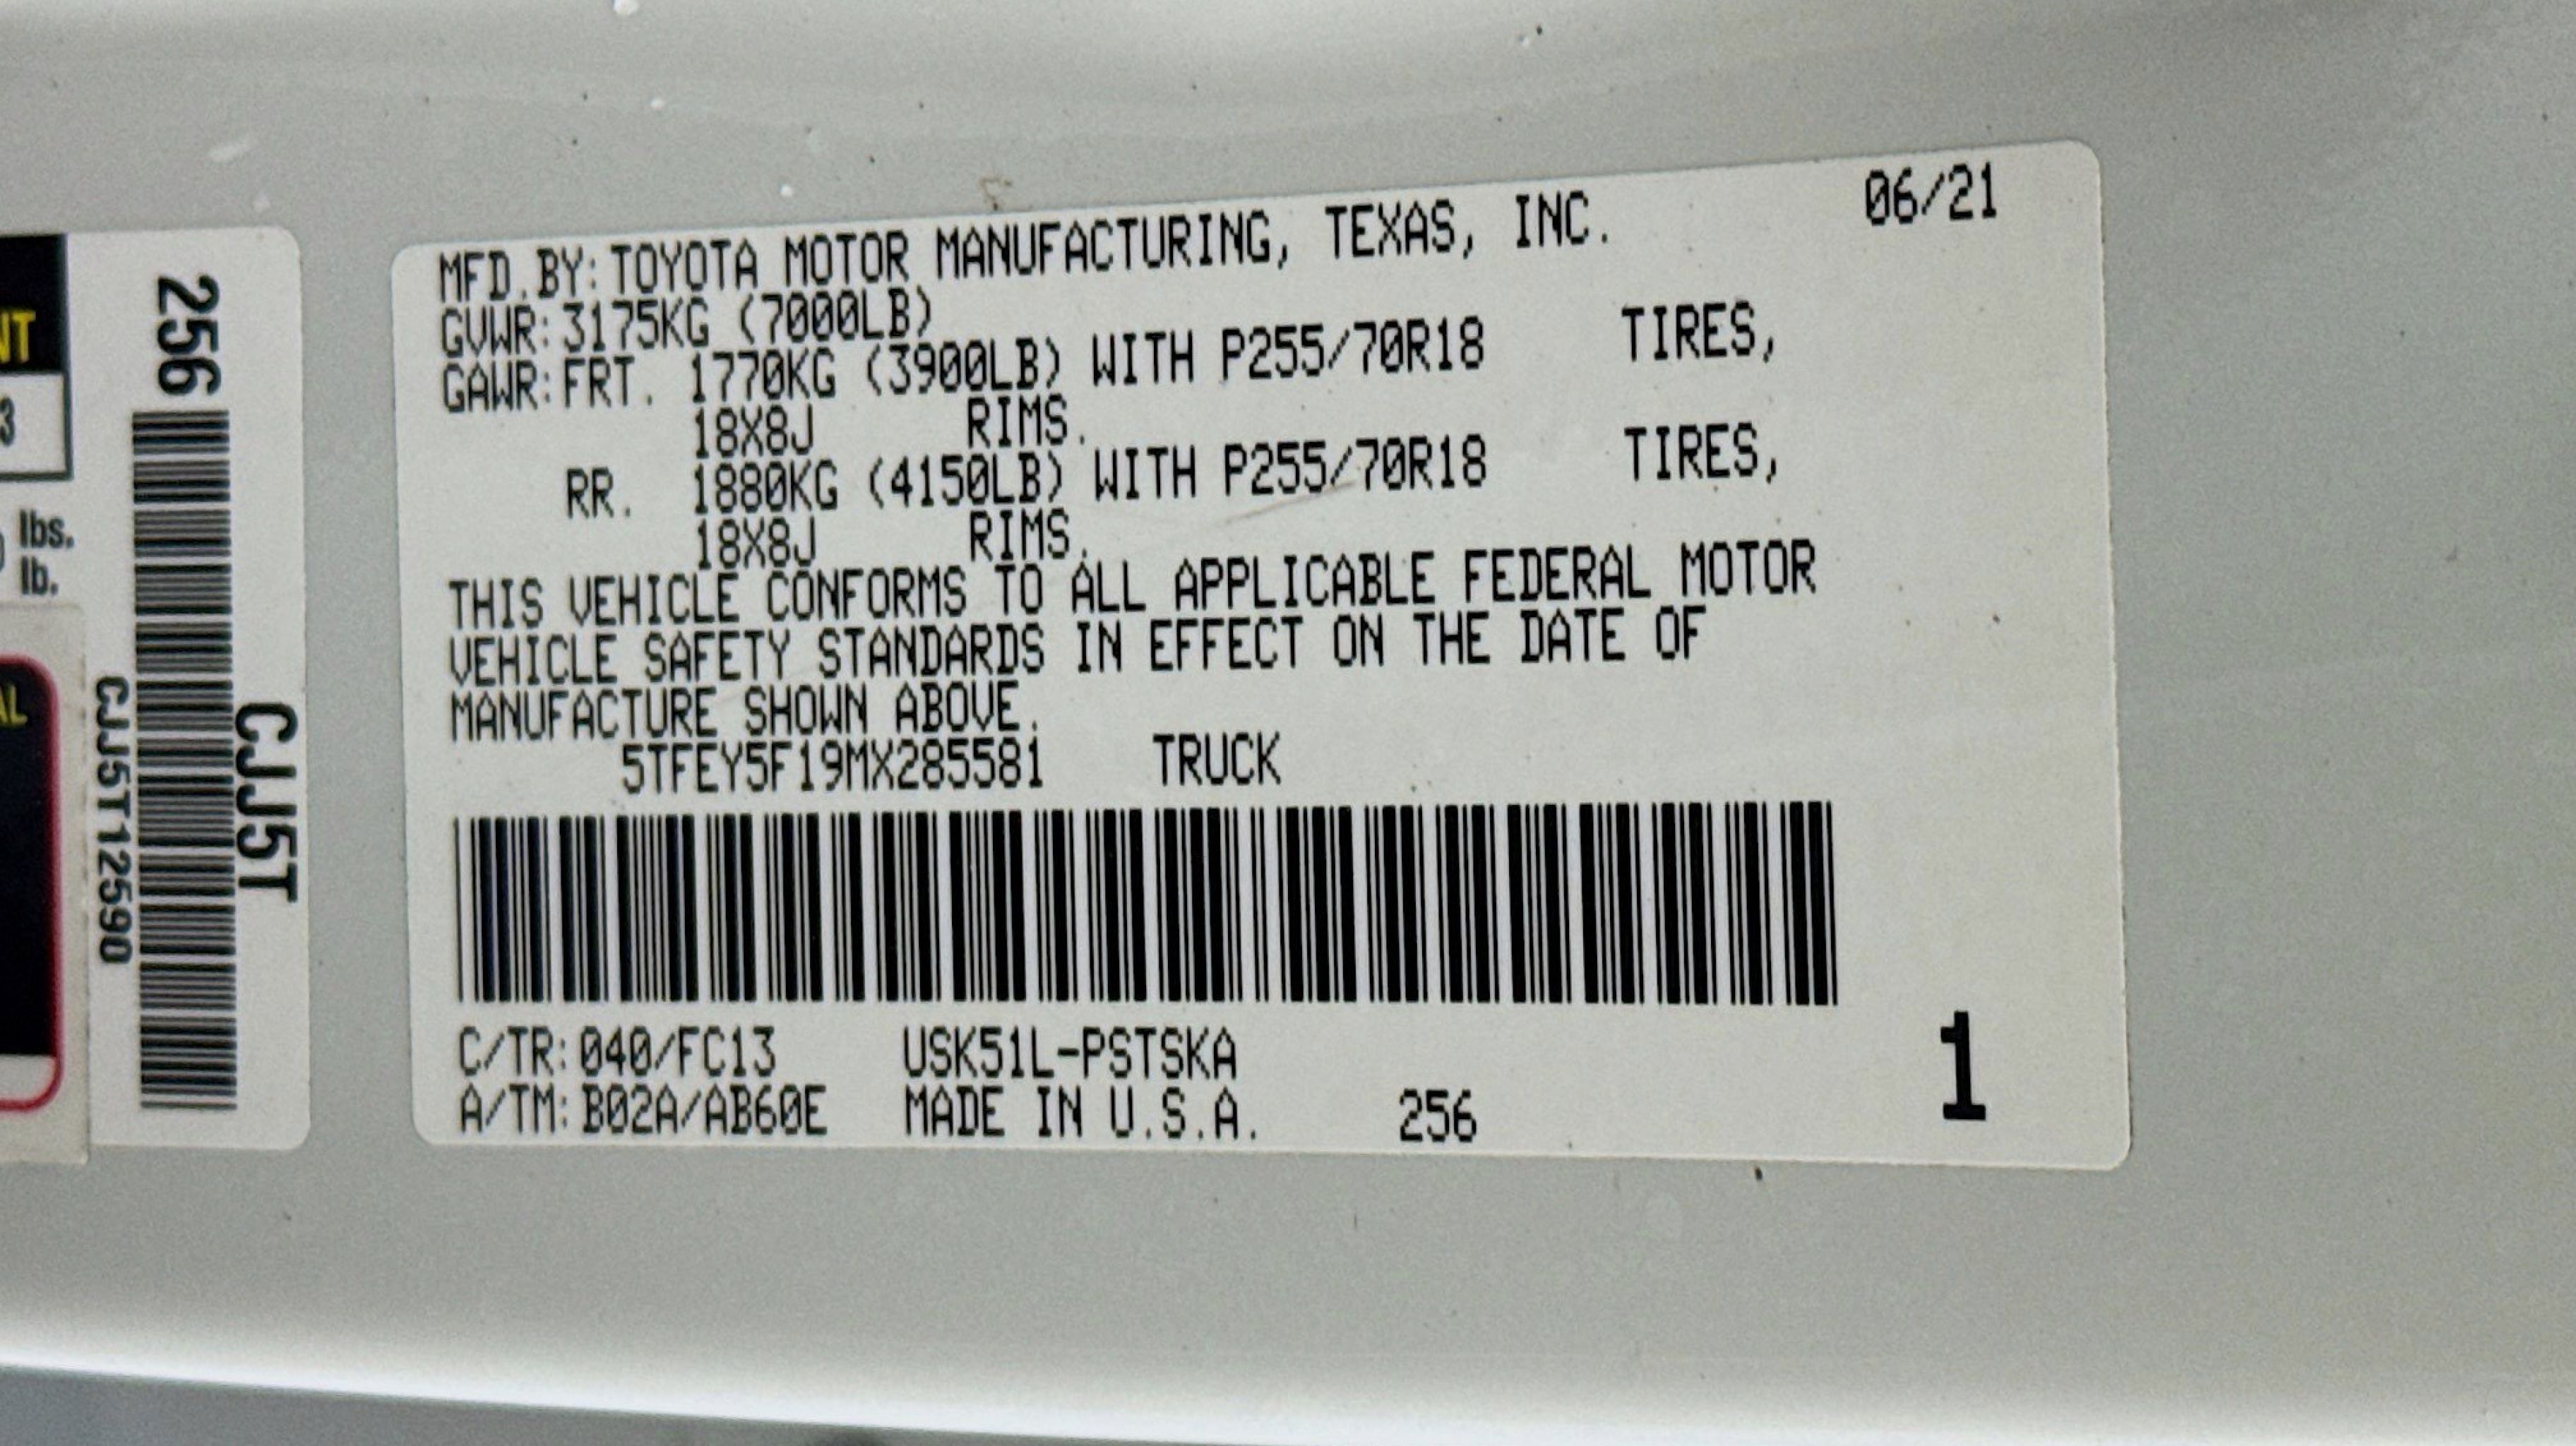 MFD.BY:TOYOTA MOTOR MANUFACTURING, TEXAS, INC. 06/21
GVWR:3175KG (7000LB)
GAWR:FRT. 1770KG (3900LB) WITH P255/70R18 TIRES,
18X8J RIMS.
RR. 1880KG (4150LB) WITH P255/70R18 TIRES,
18X8J RIMS.
THIS VEHICLE CONFORMS TO ALL APPLICABLE FEDERAL MOTOR
VEHICLE SAFETY STANDARDS IN EFFECT ON THE DATE OF
MANUFACTURE SHOWN ABOVE.
5TFEY5F19MX285581 TRUCK
C/TR:040/FC13 USK51L-PSTSKA
A/TM:B02A/AB60E MADE IN U.S.A. 256
1
256
CJJ5T
CJJ5T12590
NT
3
lbs.
lb.
AL